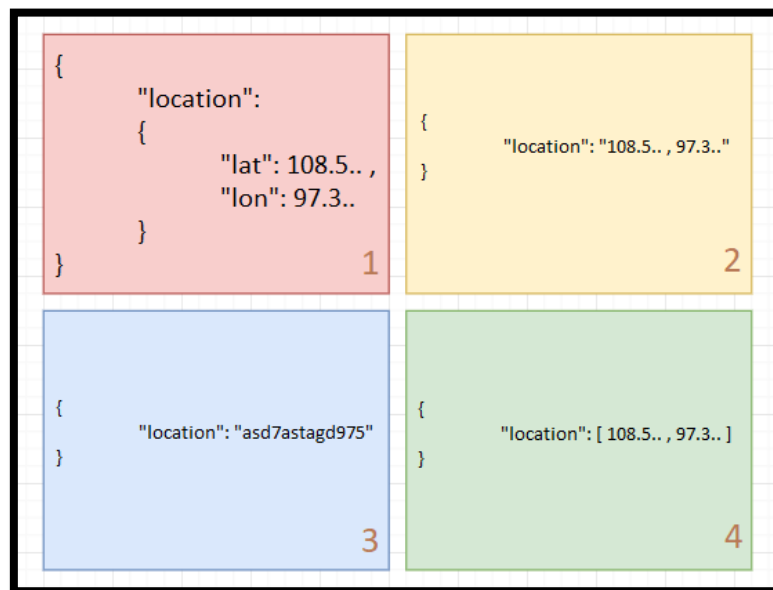 {
"location":
{
"lat": 108.5.. ,
"lon": 97.3..
}
}
1
{
"location": "108.5.. , 97.3.."
}
2
{
"location": "asd7astagd975"
}
3
{
"location": [ 108.5.. , 97.3.. ]
}
4